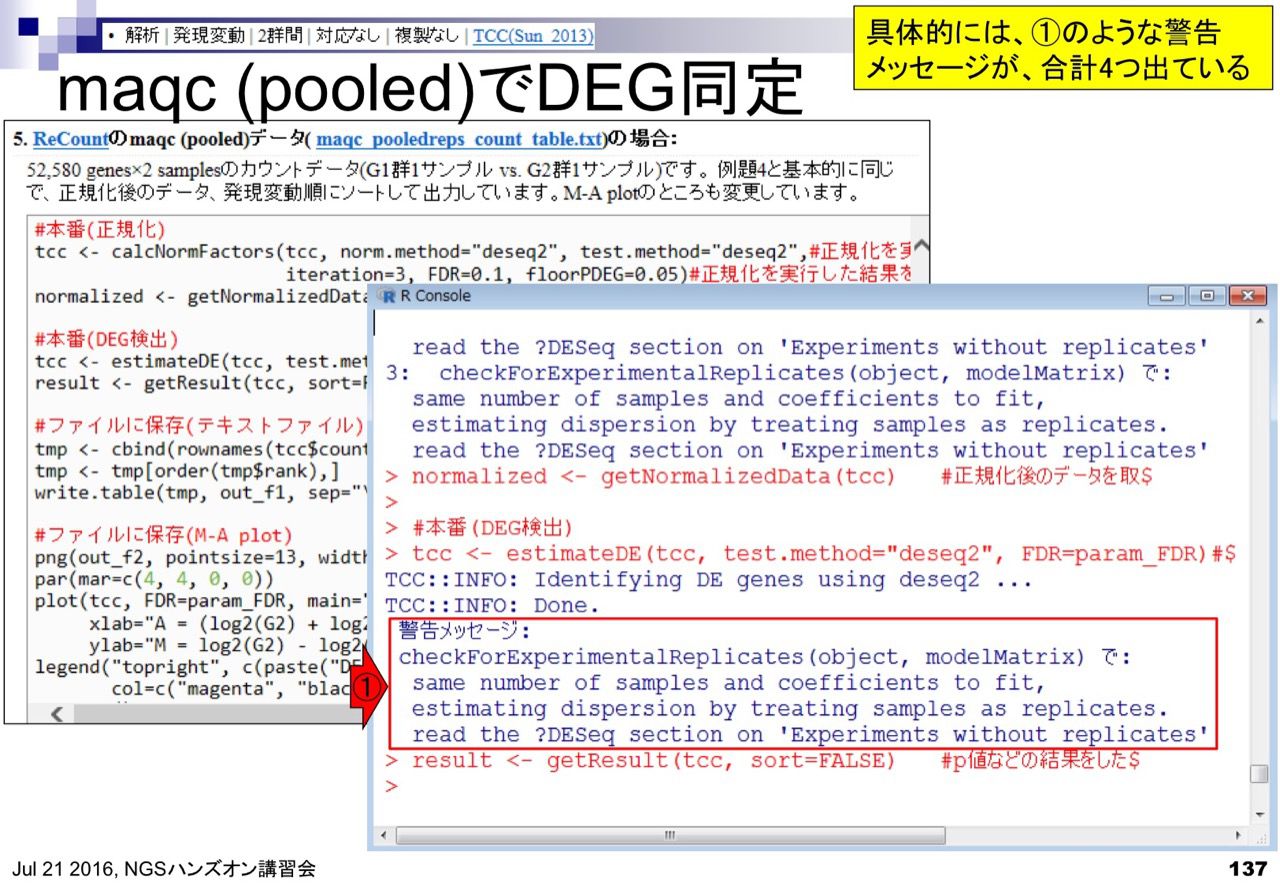 • 解析 | 発現変動 | 2群間 | 対応なし | 複製なし | TCC(Sun_2013)
具体的には、①のような警告
メッセージが、合計4つ出ている
maqc (pooled)でDEG同定
5. ReCountのmaqc (pooled)データ( maqc_pooledreps_count_table.txt)の場合:
52,580 genes×2 samplesのカウントデータ(G1群1サンプル vs. G2群1サンプル)です。例題4と基本的に同じ
で、正規化後のデータ、発現変動順にソートして出力しています。M-A plotのところも変更しています。
#本番(正規化)
tcc <- calcNormFactors(tcc, norm.method="deseq2", test.method="deseq2",#正規化を実
iteration=3, FDR=0.1, floorPDEG=0.05)#正規化を実行した結果を
normalized <- getNormalizedData
#本番(DEG検出)
tcc <- estimateDE(tcc, test.met
result <- getResult(tcc, sort=F
#ファイルに保存(テキストファイル)
tmp <- cbind(rownames(tcc$count
tmp <- tmp[order(tmp$rank),]
write.table(tmp, out_f1, sep="\
#ファイルに保存(M-A plot)
png(out_f2, pointsize=13, width
par(mar=c(4, 4, 0, 0))
plot(tcc, FDR=param_FDR, main="
xlab="A = (log2(G2) + log2
ylab="M = log2(G2) - log2
legend("topright", c(paste("DE
col=c("magenta", "blac
R Console
read the ?DESeq section on 'Experiments without replicates'
3: checkForExperimentalReplicates(object, modelMatrix) で:
same number of samples and coefficients to fit,
estimating dispersion by treating samples as replicates.
read the ?DESeq section on 'Experiments without replicates'
> normalized <- getNormalizedData(tcc) #正規化後のデータを取$
>
> #本番(DEG検出)
> tcc <- estimateDE(tcc, test.method="deseq2", FDR=param_FDR)#$
TCC::INFO: Identifying DE genes using deseq2 ...
TCC::INFO: Done.
警告メッセージ:
checkForExperimentalReplicates(object, modelMatrix) で:
same number of samples and coefficients to fit,
estimating dispersion by treating samples as replicates.
read the ?DESeq section on 'Experiments without replicates'
①
> result <- getResult(tcc, sort=FALSE) #p値などの結果をした$
>
Jul 21 2016, NGSハンズオン講習会
137